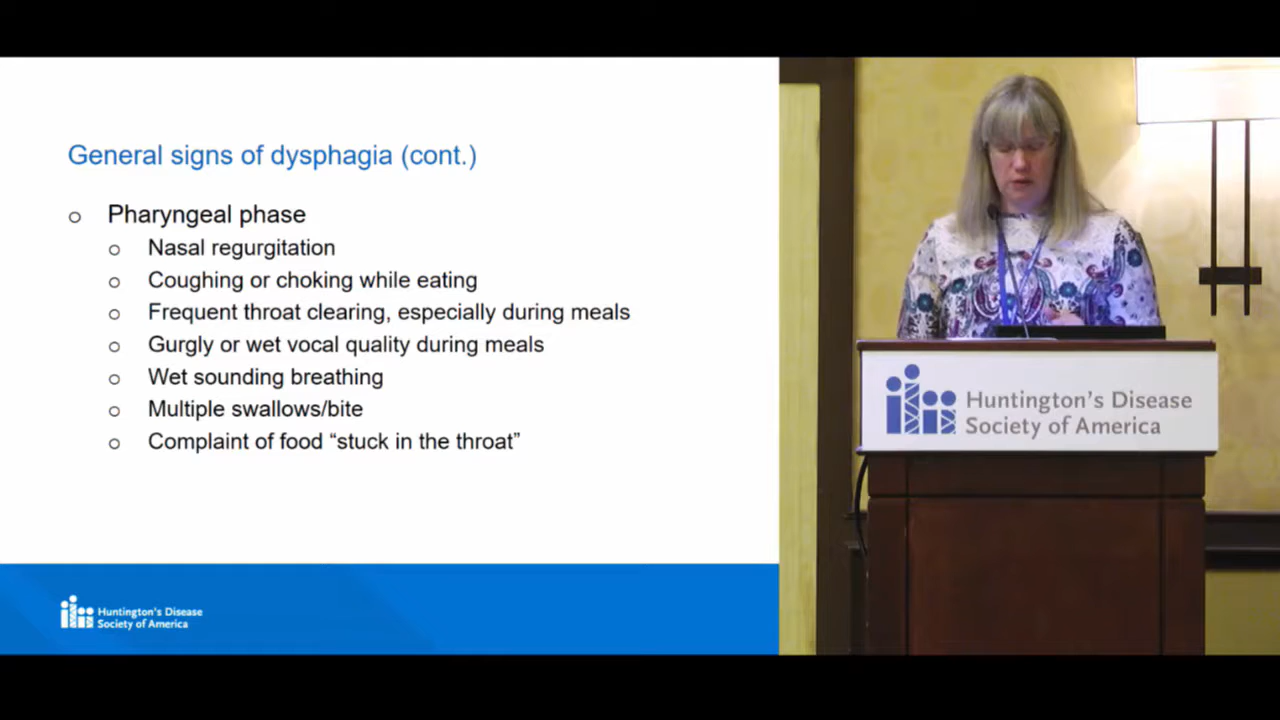 General signs of dysphagia (cont.)
o Pharyngeal phase
o Nasal regurgitation
o Coughing or choking while eating
o Frequent throat clearing, especially during meals
o Gurgly or wet vocal quality during meals
o Wet sounding breathing
o Multiple swallows/bite
o Complaint of food “stuck in the throat”
Huntington’s Disease
Society of America
Huntington’s Disease
Society of America